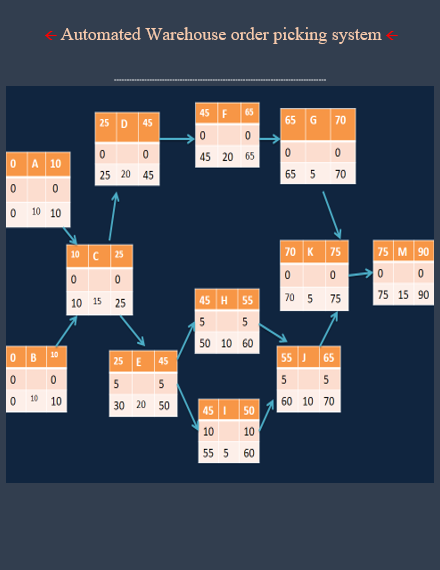 ← Automated Warehouse order picking system ←
45 F 65
0 0
45 20 65
25 D 45
0 0
25 20 45
65 G 70
0 0
65 5 70
0 A 10
0 0
0 10 10
10 C 25
0 0
10 15 25
70 K 75
0 0
70 5 75
75 M 90
0 0
75 15 90
45 H 55
5 5
50 10 60
0 B 10
0 0
0 10 10
25 E 45
5 5
30 20 50
55 J 65
5 5
60 10 70
45 I 50
10 10
55 5 60